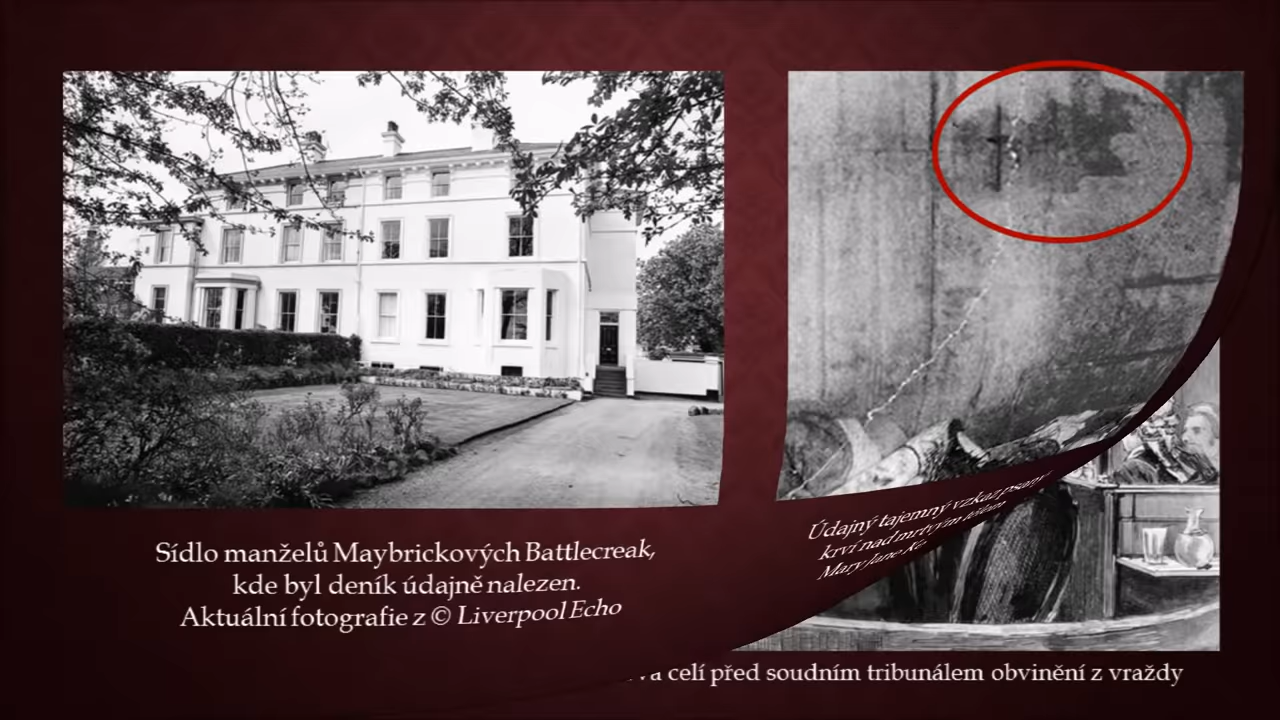 Sídlo manželů Maybrickových Battlecreak,
kde byl deník údajně nalezen.
Aktuální fotografie z © Liverpool Echo
Údajný tajemný vzkaz psaný
krví nad mrtvým tělem
Mary Jane
celí před soudním tribunálem obvinění z vraždy